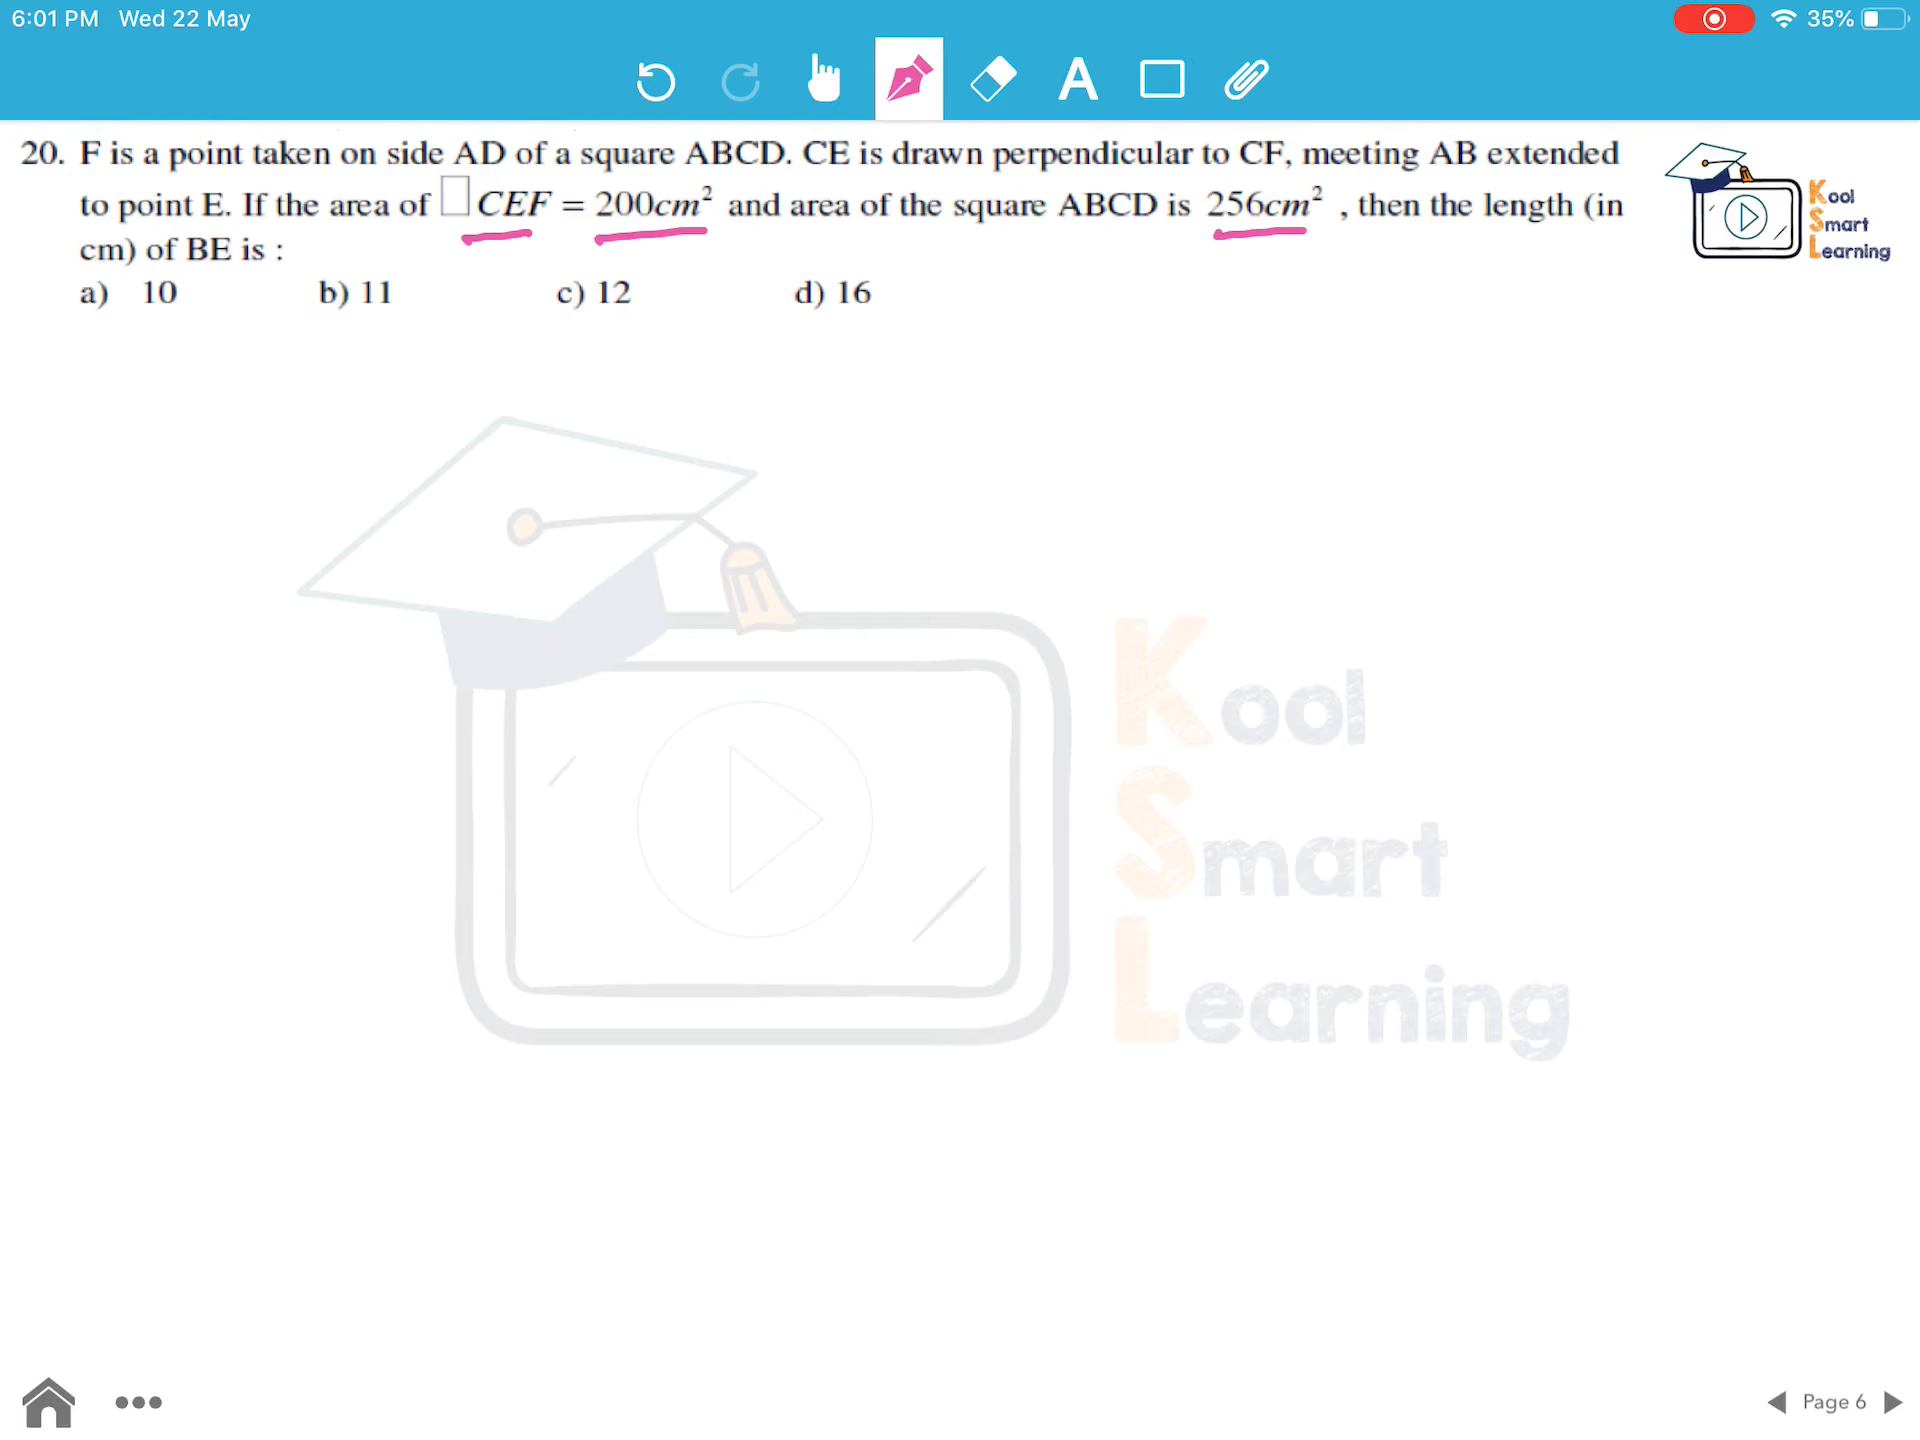 6:01 PM Wed 22 May
35%
A
20. F is a point taken on side AD of a square ABCD. CE is drawn perpendicular to CF, meeting AB extended
to point E. If the area of □ CEF = 200cm² and area of the square ABCD is 256cm² , then the length (in
cm) of BE is :
a) 10 b) 11 c) 12 d) 16
Kool
Smart
Learning
Kool
Smart
Learning
Page 6